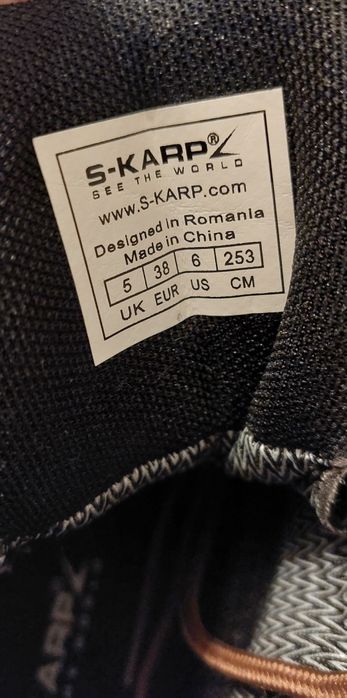 S-KARP®
SEE THE WORLD
www.S-KARP.com
Designed in Romania
Made in China
5 38 6 253
UK EUR US CM
ARP